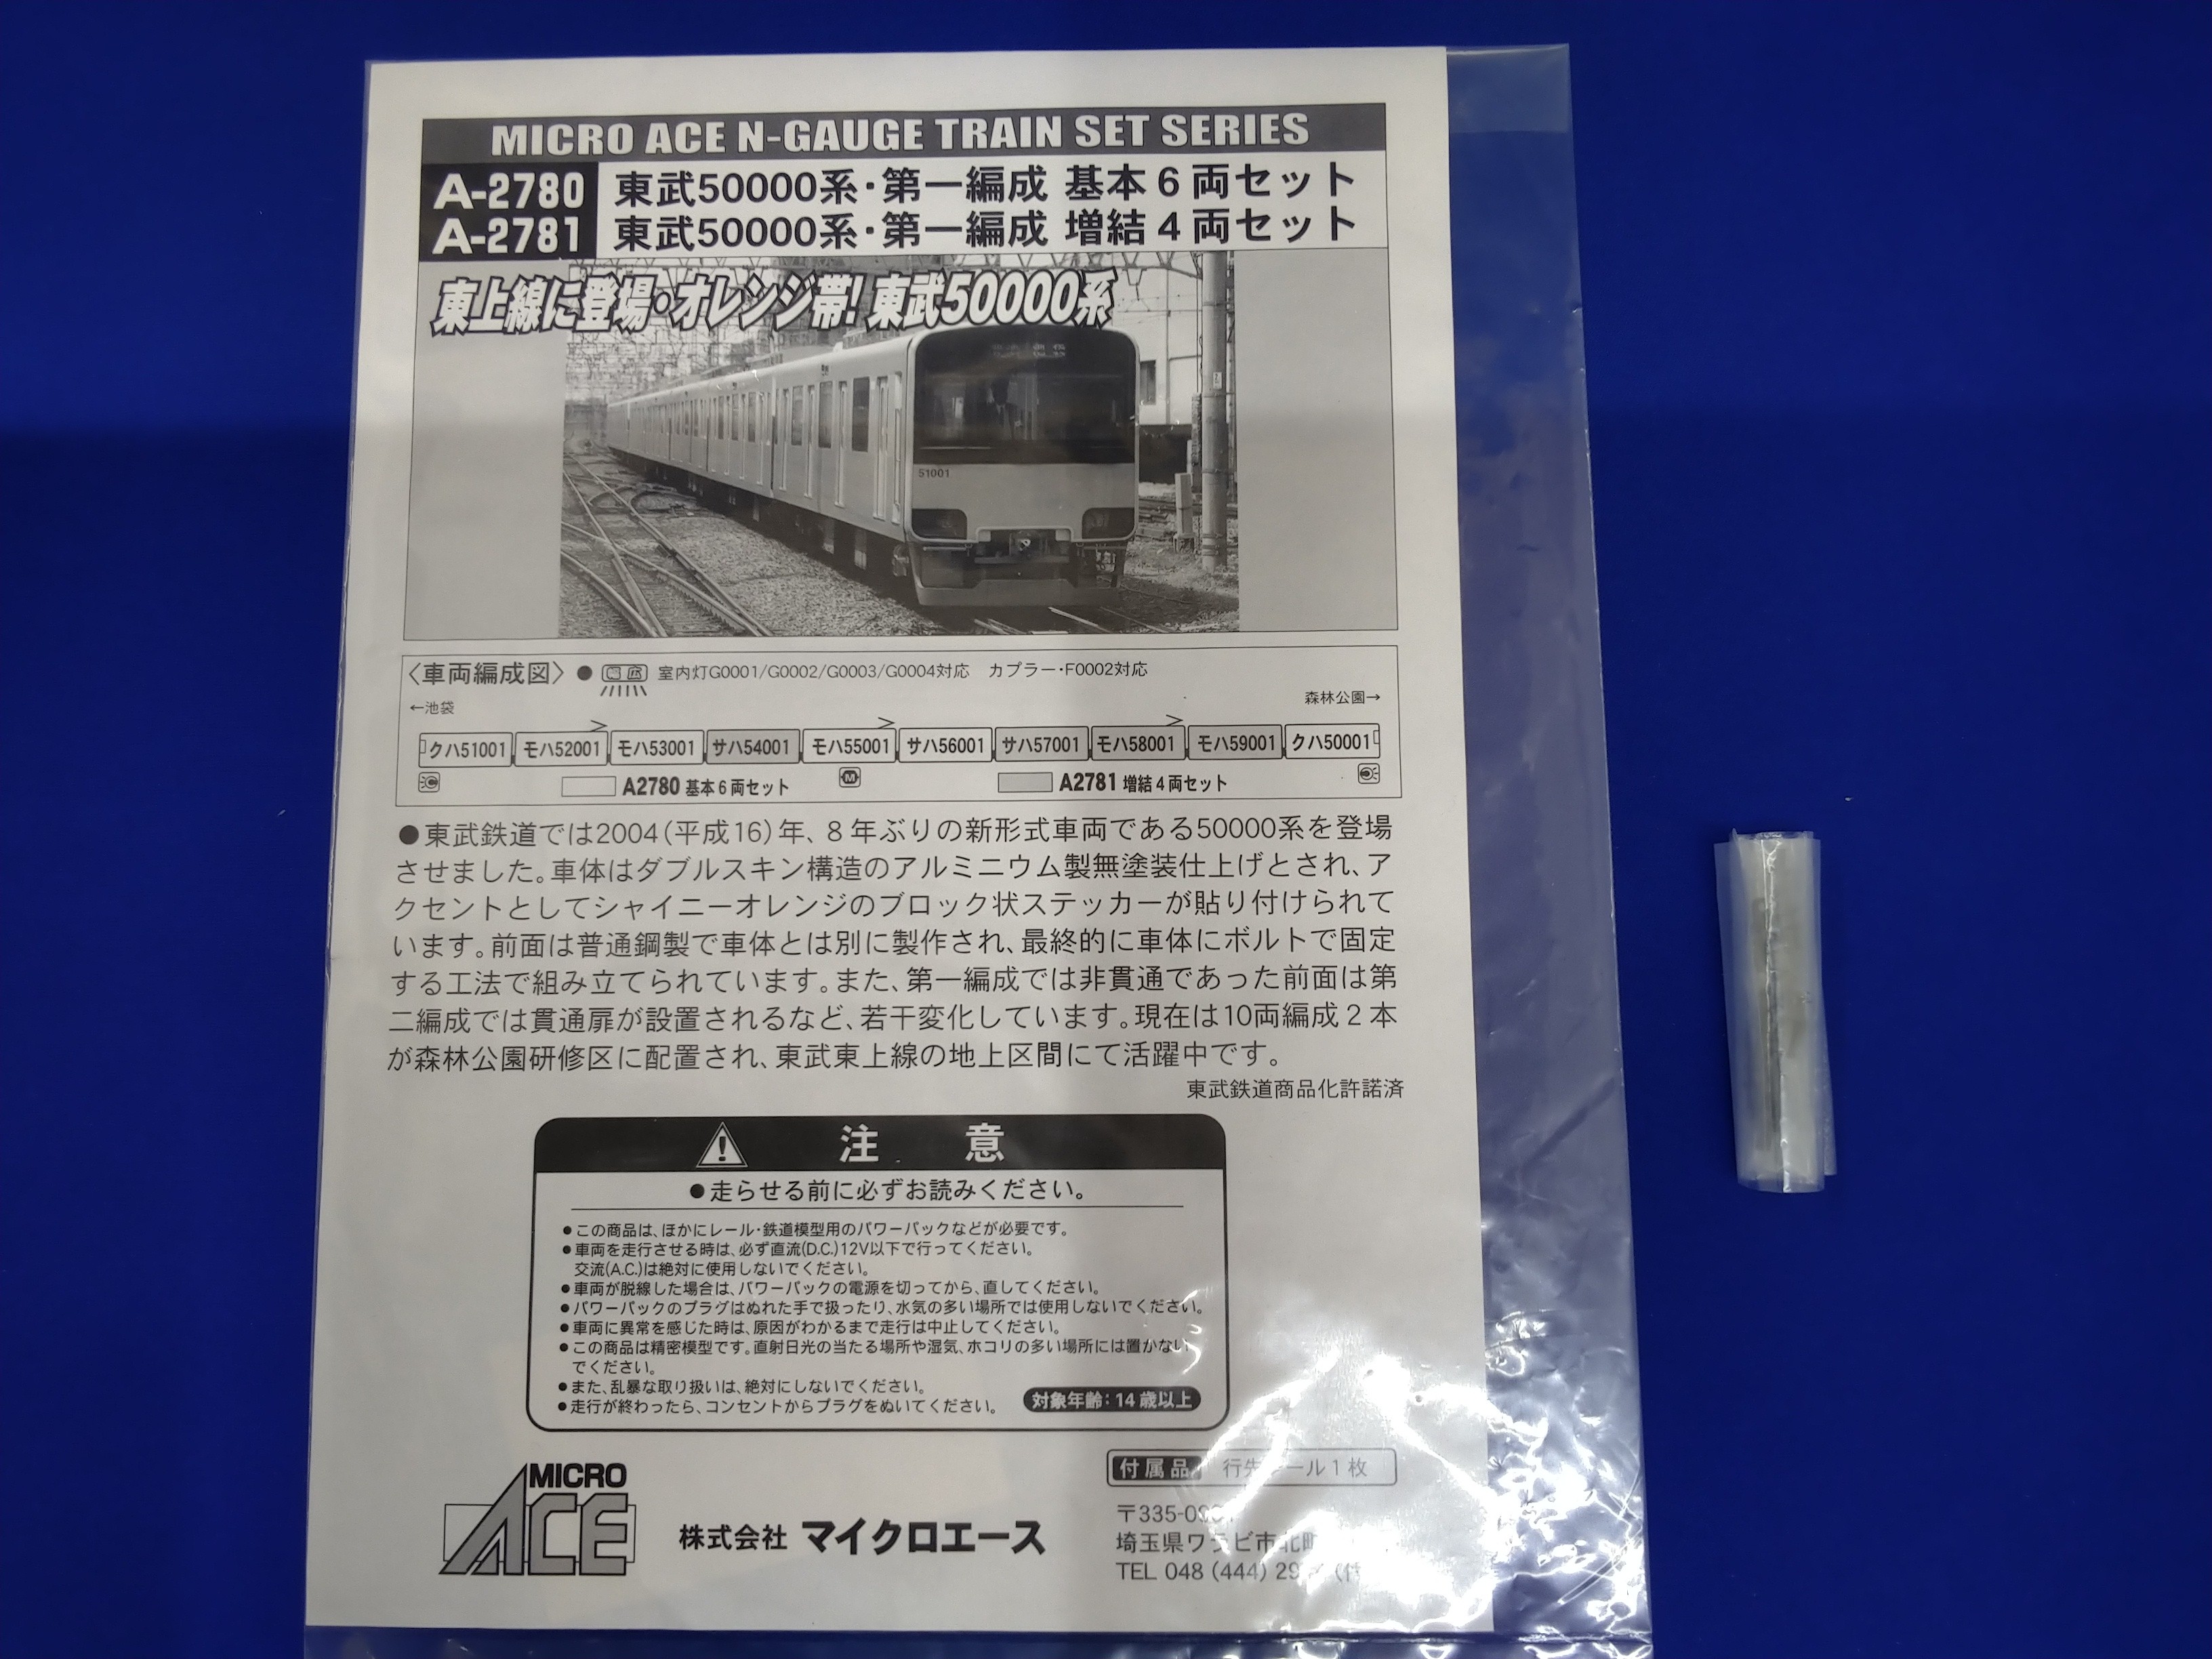 MICRO ACE N-GAUGE TRAIN SET SERIES
A-2780 東武50000系・第一編成 基本6両セット
A-2781 東武50000系・第一編成 増結4両セット
東上線に登場・オレンジ帯!東武50000系
51001
〈車両編成図〉● 室内灯G0001/G0002/G0003/G0004対応 カプラー・F0002対応
←池袋 森林公園→
クハ51001 モハ52001 モハ53001 サハ54001 モハ55001 サハ56001 サハ57001 モハ58001 モハ59001 クハ50001
A2780 基本6両セット M A2781 増結4両セット
●東武鉄道では2004(平成16)年、8年ぶりの新形式車両である50000系を登場
させました。車体はダブルスキン構造のアルミニウム製無塗装仕上げとされ、ア
クセントとしてシャイニーオレンジのブロック状ステッカーが貼り付けられて
います。前面は普通鋼製で車体とは別に製作され、最終的に車体にボルトで固定
する工法で組み立てられています。また、第一編成では非貫通であった前面は第
二編成では貫通扉が設置されるなど、若干変化しています。現在は10両編成2本
が森林公園研修区に配置され、東武東上線の地上区間にて活躍中です。
東武鉄道商品化許諾済
注意
●走らせる前に必ずお読みください。
●この商品は、ほかにレール・鉄道模型用のパワーパックなどが必要です。
●車両を走行させる時は、必ず直流(D.C.)12V以下で行ってください。
交流(A.C.)は絶対に使用しないでください。
●車両が脱線した場合は、パワーパックの電源を切ってから、直してください。
●パワーパックのプラグはぬれた手で扱ったり、水気の多い場所では使用しないでください。
●車両に異常を感じた時は、原因がわかるまで走行は中止してください。
●この商品は精密模型です。直射日光の当たる場所や湿気、ホコリの多い場所には置かない
でください。
●また、乱暴な取り扱いは、絶対にしないでください。
●走行が終わったら、コンセントからプラグをぬいてください。
対象年齢:14歳以上
MICRO ACE
株式会社 マイクロエース
付属品 行先シール1枚
〒335-0
埼玉県ワラビ市北町
TEL 048 (444) 29